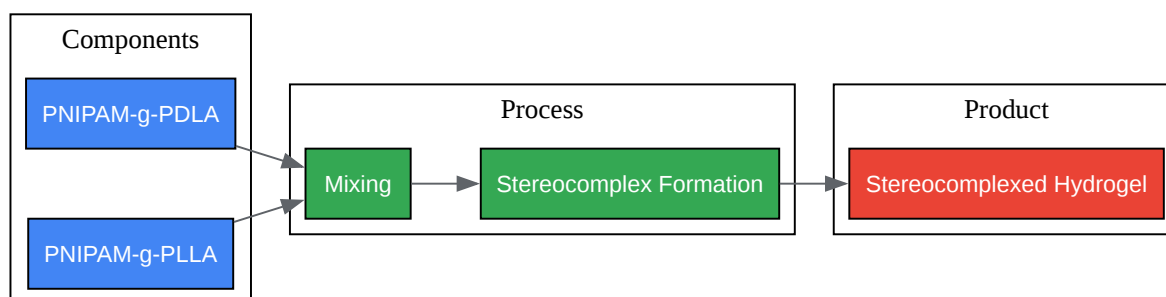 Components
PNIPAM-g-PDLA
PNIPAM-g-PLLA
Process
Mixing
Stereocomplex Formation
Product
Stereocomplexed Hydrogel